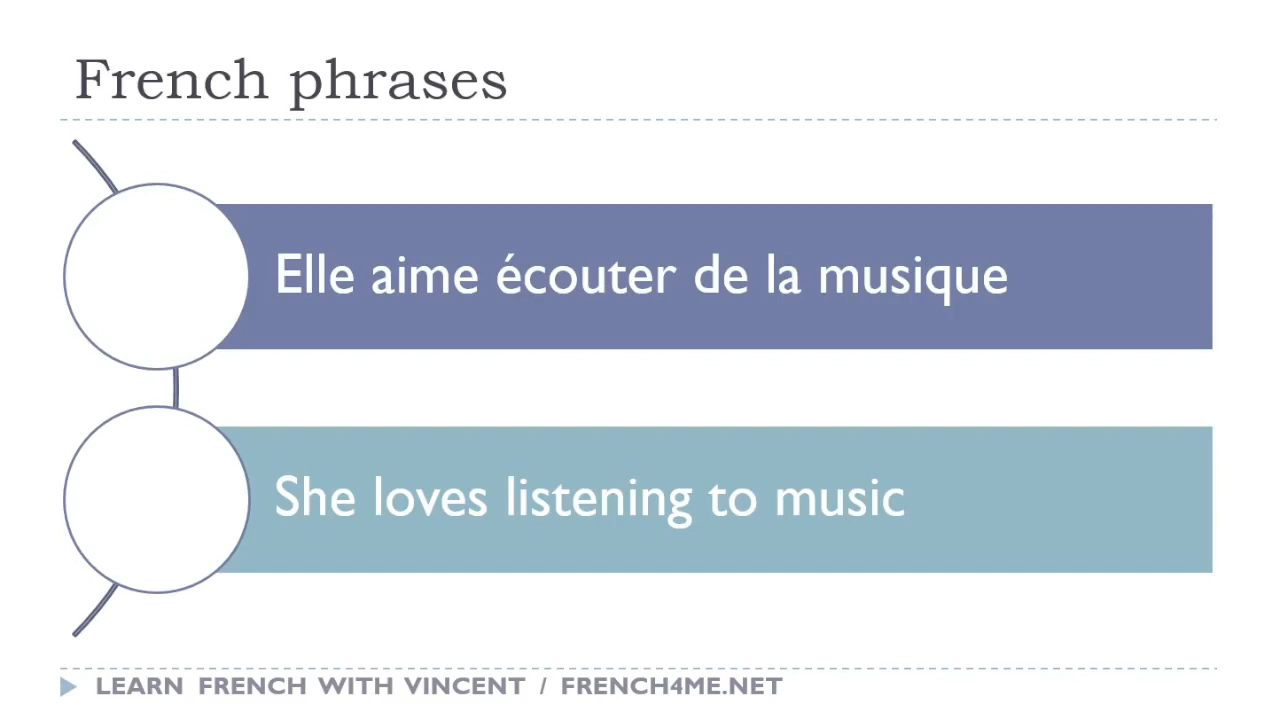 French phrases
Elle aime écouter de la musique
She loves listening to music
LEARN FRENCH WITH VINCENT / FRENCH4ME.NET